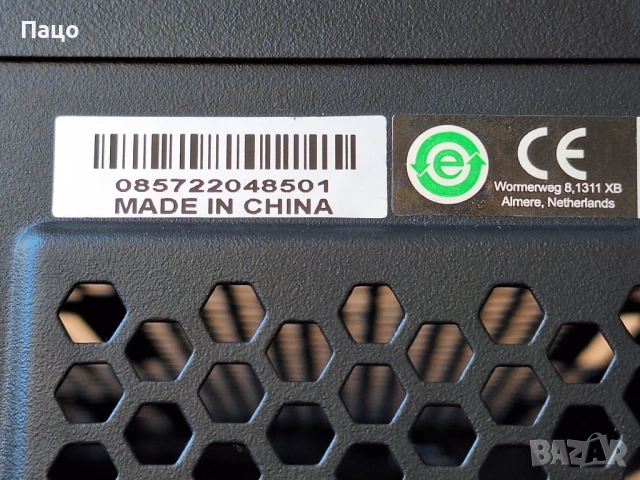 Пацо
085722048501
MADE IN CHINA
e
CE
Wormerweg 8,1311 XB
Almere, Netherlands
BAZAR